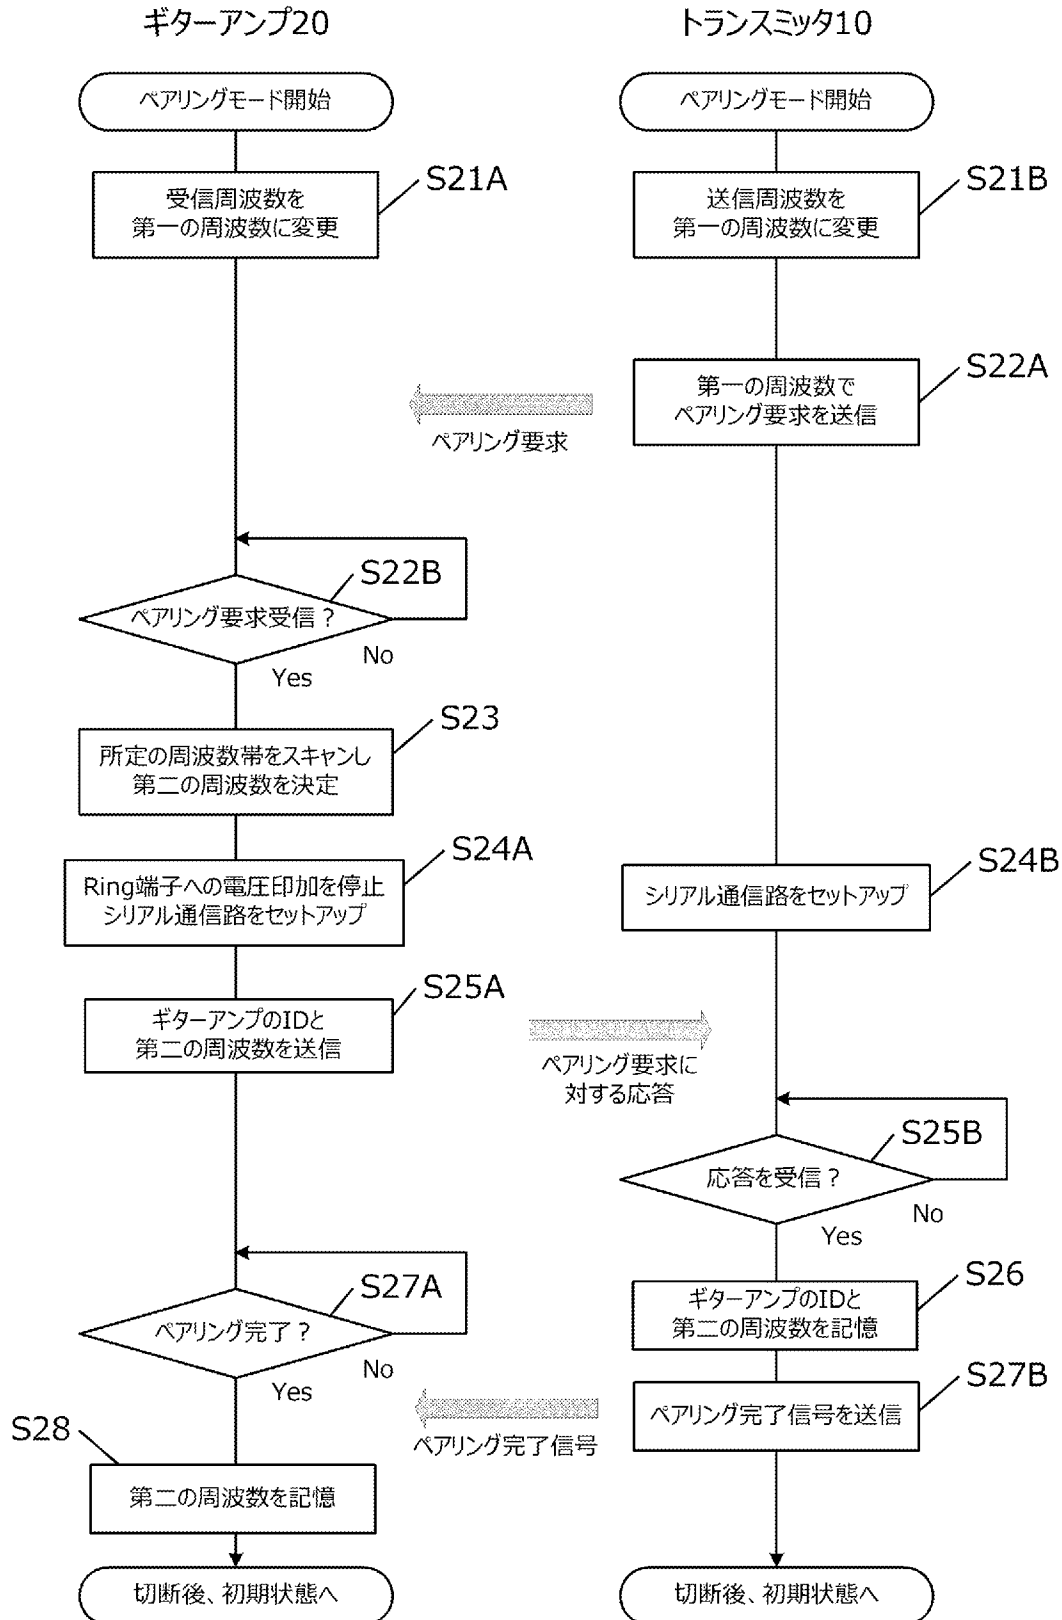 ギターアンプ20
トランスミッタ10
ペアリングモード開始
ペアリングモード開始
S21A
受信周波数を
第一の周波数に変更
S21B
送信周波数を
第一の周波数に変更
S22A
第一の周波数で
ペアリング要求を送信
ペアリング要求
S22B
ペアリング要求受信？
No
Yes
S23
所定の周波数帯をスキャンし
第二の周波数を決定
S24A
Ring端子への電圧印加を停止
シリアル通信路をセットアップ
S24B
シリアル通信路をセットアップ
S25A
ギターアンプのIDと
第二の周波数を送信
ペアリング要求に
対する応答
S25B
応答を受信？
No
Yes
S27A
ペアリング完了？
No
Yes
S26
ギターアンプのIDと
第二の周波数を記憶
S27B
ペアリング完了信号を送信
ペアリング完了信号
S28
第二の周波数を記憶
切断後、初期状態へ
切断後、初期状態へ